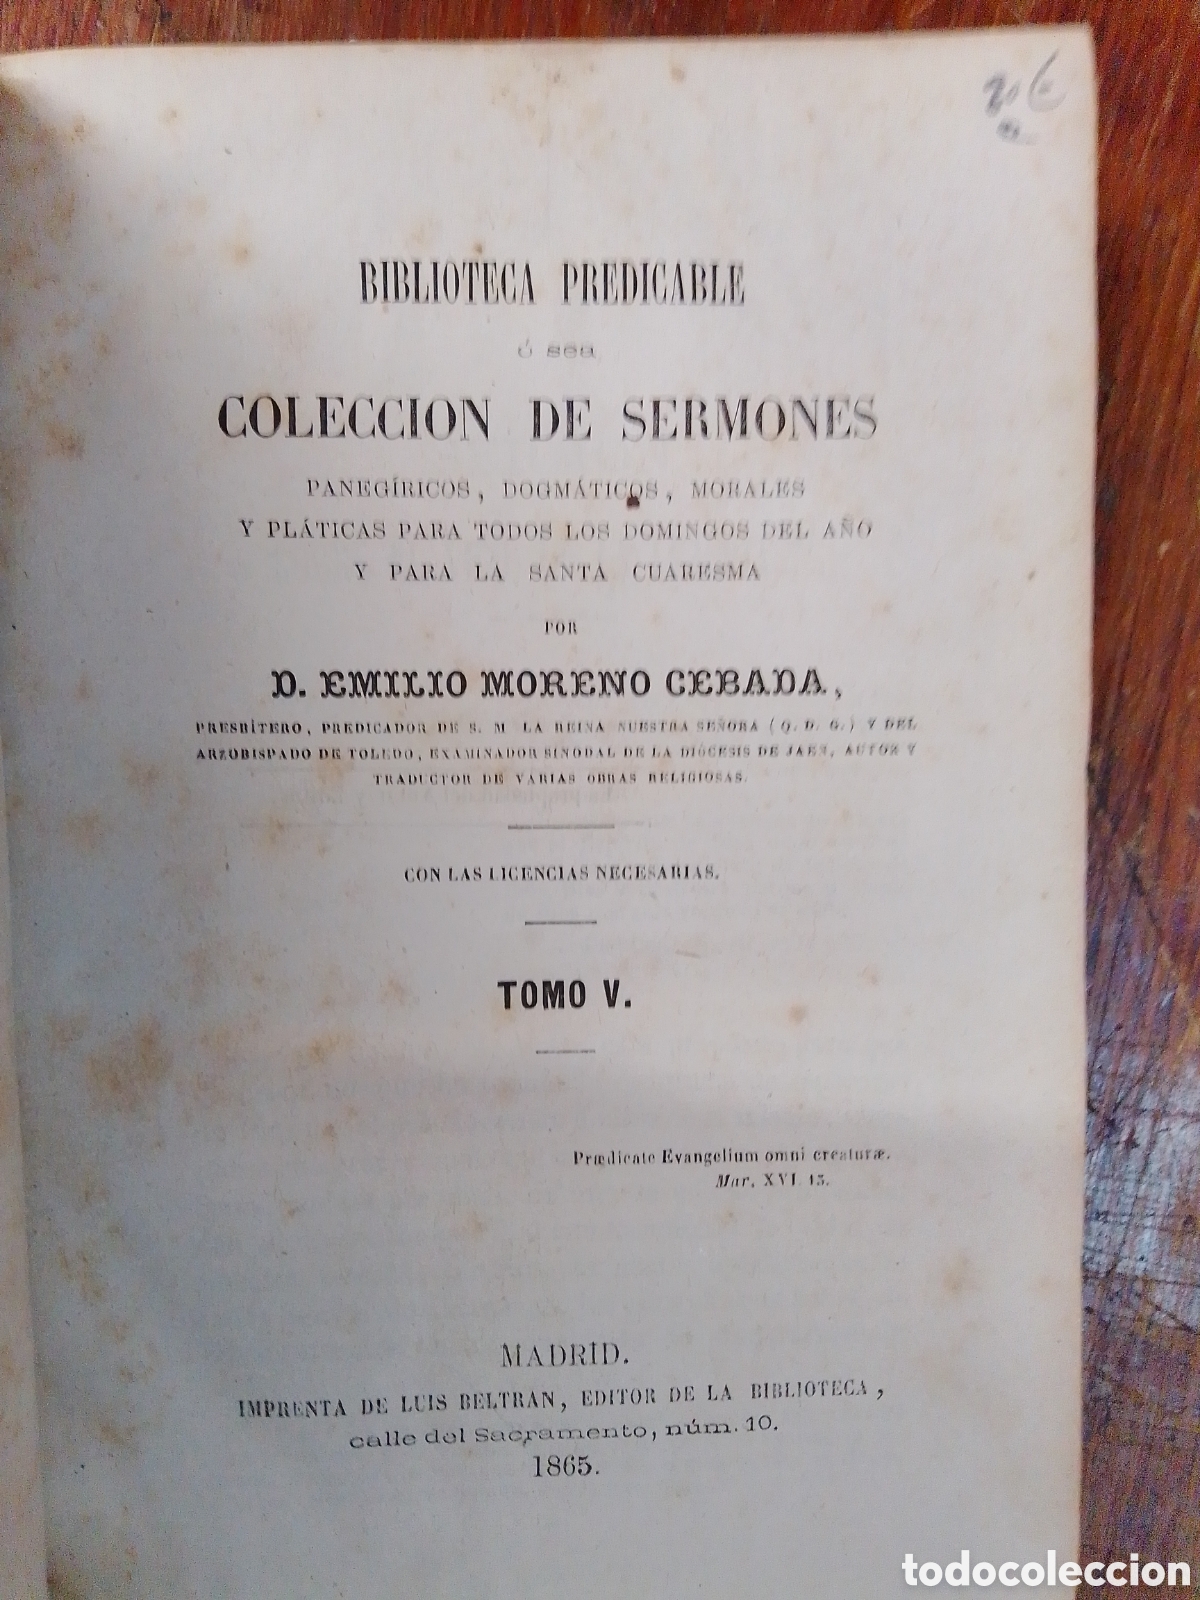 20 €
BIBLIOTECA PREDICABLE
ó sea
COLECCION DE SERMONES
PANEGÍRICOS, DOGMÁTICOS, MORALES
Y PLÁTICAS PARA TODOS LOS DOMINGOS DEL AÑO
Y PARA LA SANTA CUARESMA
POR
D. EMILIO MORENO CEBADA,
PRESBÍTERO, PREDICADOR DE S. M. LA REINA NUESTRA SEÑORA (Q. D. G.) Y DEL
ARZOBISPADO DE TOLEDO, EXAMINADOR SINODAL DE LA DIÓCESIS DE JAEN, AUTOR Y
TRADUCTOR DE VARIAS OBRAS RELIGIOSAS.
CON LAS LICENCIAS NECESARIAS.
TOMO V.
Prædicate Evangelium omni creaturæ.
Mar. XVI. 15.
MADRID.
IMPRENTA DE LUIS BELTRAN, EDITOR DE LA BIBLIOTECA,
calle del Sacramento, núm. 10.
1865.
todocoleccion